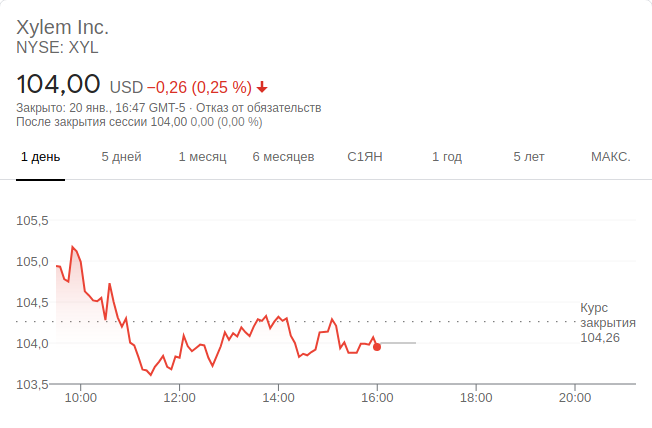 Xylem Inc.
NYSE: XYL
104,00 USD −0,26 (0,25 %)
Закрыто: 20 янв., 16:47 GMT-5 · Отказ от обязательств
После закрытия сессии 104,00 0,00 (0,00 %)
1 день 5 дней 1 месяц 6 месяцев С1ЯН 1 год 5 лет МАКС.
105,5
105,0
104,5
Курс
закрытия
104,26
104,0
103,5
10:00 12:00 14:00 16:00 18:00 20:00